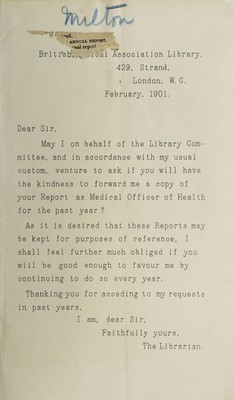 Milton
ANNUAL REPORT,
Association Library,
429, Strand,
London, W.C.
February, 1901.
Dear Sir,
May I on behalf of the Library Com-
mittee, and in accordance with my usual
custom, venture to ask if you will have
the kindness to forward me a copy of
your Report as Medical Officer of Health
for the past year?
As it is desired that these Reports may
be kept for purposes of reference, I
shall feel further much obliged if you
will be good enough to favour me by
continuing to do so every year.
Thanking you for acceding to my requests
in past years,
I am, dear Sir,
Faithfully yours,
The Librarian.